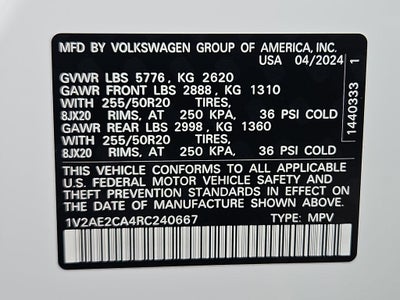 MFD BY VOLKSWAGEN GROUP OF AMERICA, INC.
USA 04/2024
GVWR LBS 5776, KG 2620
GAWR FRONT LBS 2888, KG 1310
WITH 255/50R20 TIRES,
8JX20 RIMS, AT 250 KPA, 36 PSI COLD
GAWR REAR LBS 2998, KG 1360
WITH 255/50R20 TIRES,
8JX20 RIMS, AT 250 KPA, 36 PSI COLD
THIS VEHICLE CONFORMS TO ALL APPLICABLE
U.S. FEDERAL MOTOR VEHICLE SAFETY AND
THEFT PREVENTION STANDARDS IN EFFECT ON
THE DATE OF MANUFACTURE SHOWN ABOVE.
1V2AE2CA4RC240667 TYPE: MPV
1440333 1